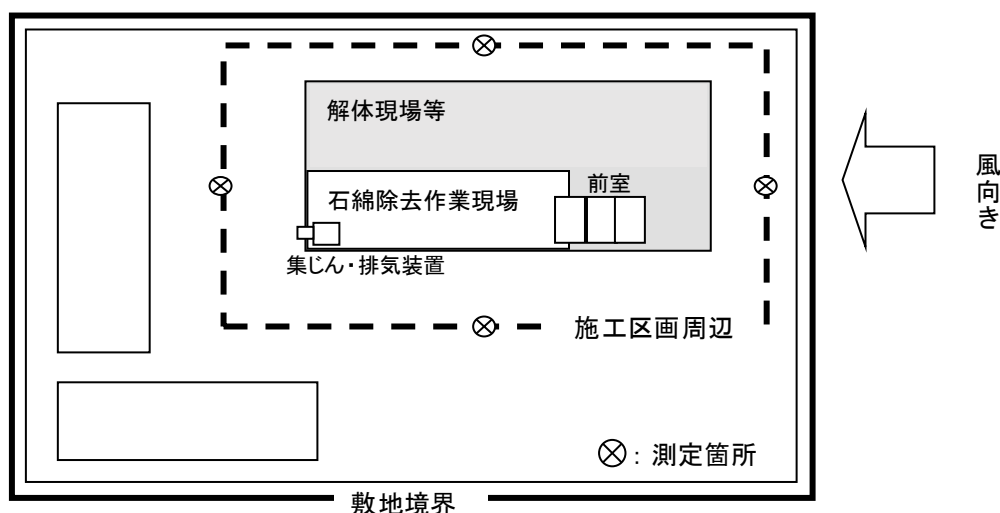 解体現場等
前室
石綿除去作業現場
集じん・排気装置
施工区画周辺
風向き
⊗: 測定箇所
敷地境界